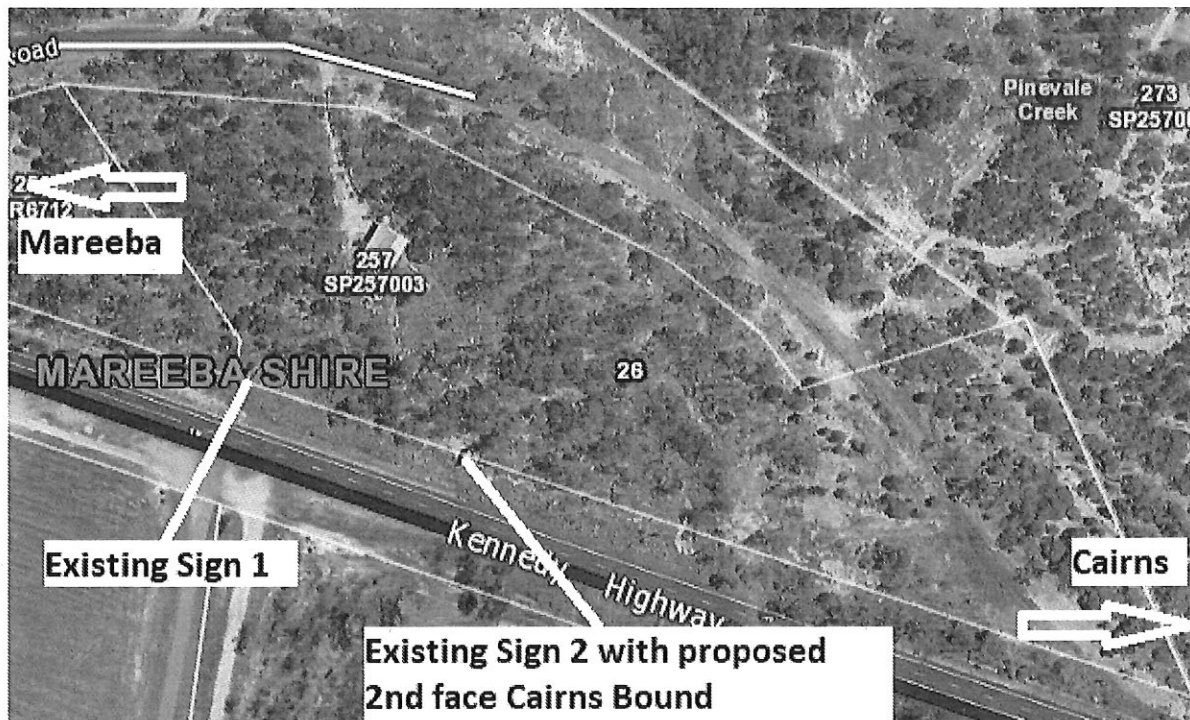 Road
Pinevale
Creek
273
SP25700
RG712
Mareeba
257
SP257003
MAREEBA SHIRE
26
Existing Sign 1
Kennedy Highway
Cairns
Existing Sign 2 with proposed
2nd face Cairns Bound